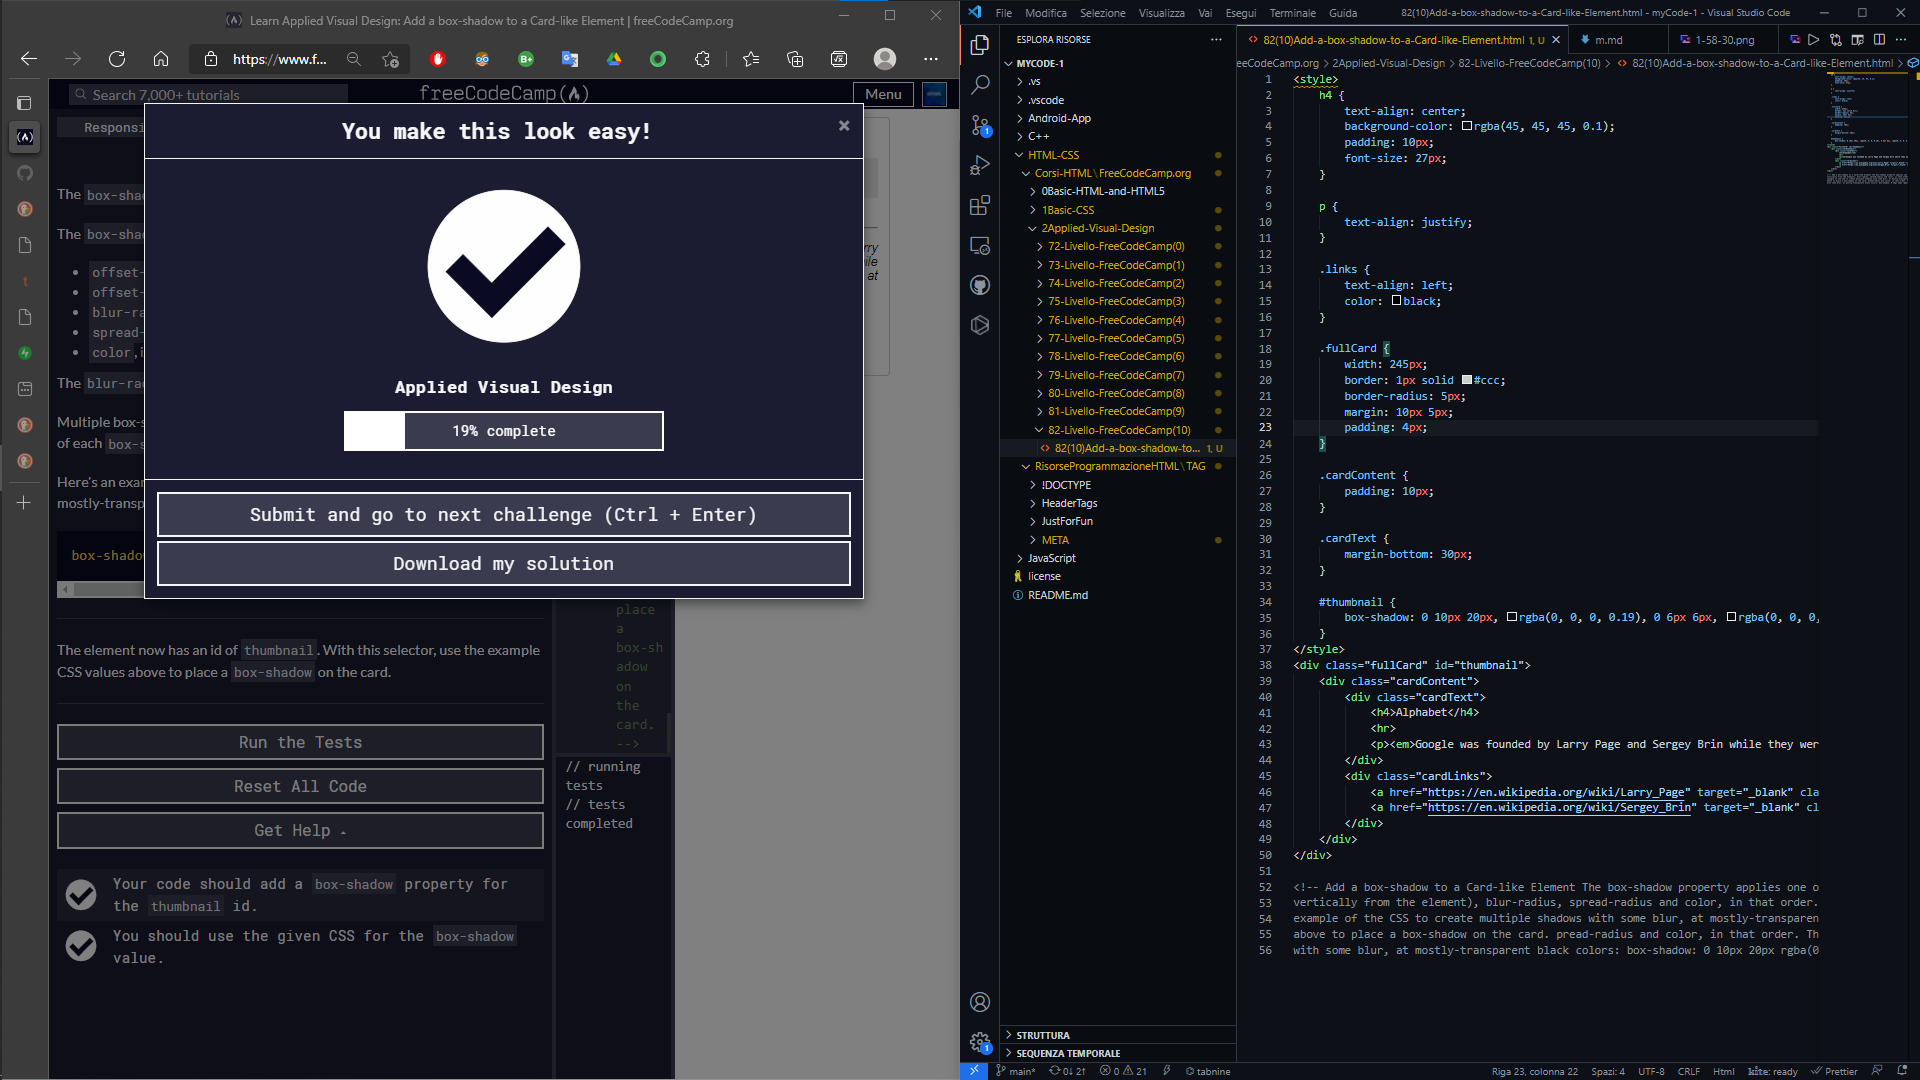 Learn Applied Visual Design: Add a box-shadow to a Card-like Element | freeCodeCamp.org
https://www.f...
Search 7,000+ tutorials
freeCodeCamp(
Menu
Responsi
You make this look easy!
×
The box-sha
The box-sha
offset-
offset-
blur-ra
spread-
color, i
The blur-ra
Multiple box-s
of each box-s
Here's an exam
mostly-transp
box-shadow
rry
ile
at
Applied Visual Design
19% complete
Submit and go to next challenge (Ctrl + Enter)
Download my solution
The element now has an id of thumbnail. With this selector, use the example
CSS values above to place a box-shadow on the card.
Run the Tests
Reset All Code
Get Help
Your code should add a box-shadow property for
the thumbnail id.
You should use the given CSS for the box-shadow
value.
place
a
box-sh
adow
on
the
card.
-->
// running
tests
// tests
completed
File Modifica Selezione Visualizza Vai Esegui Terminale Guida
82(10)Add-a-box-shadow-to-a-Card-like-Element.html - myCode-1 - Visual Studio Code
ESPLORA RISORSE
MYCODE-1
.vs
.vscode
Android-App
C++
HTML-CSS
Corsi-HTML\FreeCodeCamp.org
0Basic-HTML-and-HTML5
1Basic-CSS
2Applied-Visual-Design
72-Livello-FreeCodeCamp(0)
73-Livello-FreeCodeCamp(1)
74-Livello-FreeCodeCamp(2)
75-Livello-FreeCodeCamp(3)
76-Livello-FreeCodeCamp(4)
77-Livello-FreeCodeCamp(5)
78-Livello-FreeCodeCamp(6)
79-Livello-FreeCodeCamp(7)
80-Livello-FreeCodeCamp(8)
81-Livello-FreeCodeCamp(9)
82-Livello-FreeCodeCamp(10)
82(10)Add-a-box-shadow-to... 1, U
RisorseProgrammazioneHTML\TAG
!DOCTYPE
HeaderTags
JustForFun
META
JavaScript
license
README.md
STRUTTURA
SEQUENZA TEMPORALE
82(10)Add-a-box-shadow-to-a-Card-like-Element.html 1, U
m.md
1-58-30.png
eeCodeCamp.org > 2Applied-Visual-Design > 82-Livello-FreeCodeCamp(10) > 82(10)Add-a-box-shadow-to-a-Card-like-Element.html >
1 <style>
2 h4 {
3 text-align: center;
4 background-color: rgba(45, 45, 45, 0.1);
5 padding: 10px;
6 font-size: 27px;
7 }
8
9 p {
10 text-align: justify;
11 }
12
13 .links {
14 text-align: left;
15 color: black;
16 }
17
18 .fullCard {
19 width: 245px;
20 border: 1px solid #ccc;
21 border-radius: 5px;
22 margin: 10px 5px;
23 padding: 4px;
24 }
25
26 .cardContent {
27 padding: 10px;
28 }
29
30 .cardText {
31 margin-bottom: 30px;
32 }
33
34 #thumbnail {
35 box-shadow: 0 10px 20px, rgba(0, 0, 0, 0.19), 0 6px 6px, rgba(0, 0, 0,
36 }
37 </style>
38 <div class="fullCard" id="thumbnail">
39 <div class="cardContent">
40 <div class="cardText">
41 <h4>Alphabet</h4>
42 <hr>
43 <p><em>Google was founded by Larry Page and Sergey Brin while they wer
44 </div>
45 <div class="cardLinks">
46 <a href="https://en.wikipedia.org/wiki/Larry_Page" target="_blank" cla
47 <a href="https://en.wikipedia.org/wiki/Sergey_Brin" target="_blank" cl
48 </div>
49 </div>
50 </div>
51
52 <!-- Add a box-shadow to a Card-like Element The box-shadow property applies one o
53 vertically from the element), blur-radius, spread-radius and color, in that order.
54 example of the CSS to create multiple shadows with some blur, at mostly-transparen
55 above to place a box-shadow on the card. pread-radius and color, in that order. Th
56 with some blur, at mostly-transparent black colors: box-shadow: 0 10px 20px rgba(0
main* 0↓ 2↑ 0 21 tabnine
Riga 23, colonna 22 Spazi: 4 UTF-8 CRLF Html kite: ready Prettier